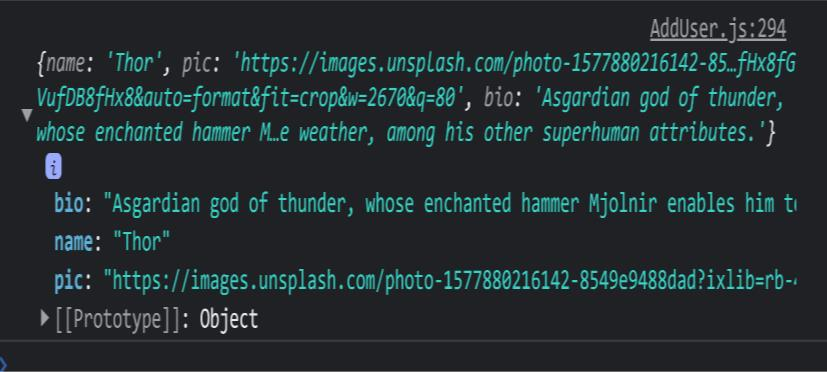 AddUser.js:294
{name: 'Thor', pic: 'https://images.unsplash.com/photo-1577880216142-85…fHx8fG
VufDB8fHx8&auto=format&fit=crop&w=2670&q=80', bio: 'Asgardian god of thunder,
whose enchanted hammer M…e weather, among his other superhuman attributes.'}
i
bio: "Asgardian god of thunder, whose enchanted hammer Mjolnir enables him to
name: "Thor"
pic: "https://images.unsplash.com/photo-1577880216142-8549e9488dad?ixlib=rb-4
[[Prototype]]: Object